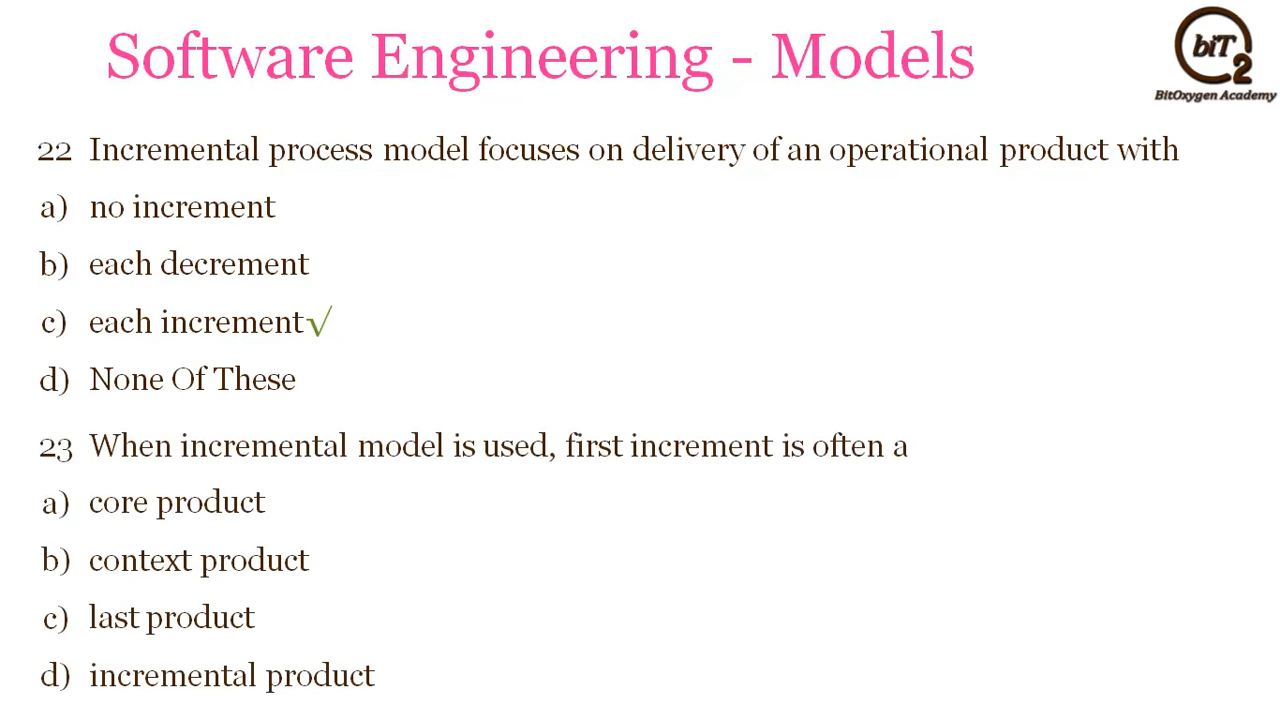 Software Engineering - Models
biT
2
BitOxygen Academy
22 Incremental process model focuses on delivery of an operational product with
a) no increment
b) each decrement
c) each increment√
d) None Of These
23 When incremental model is used, first increment is often a
a) core product
b) context product
c) last product
d) incremental product